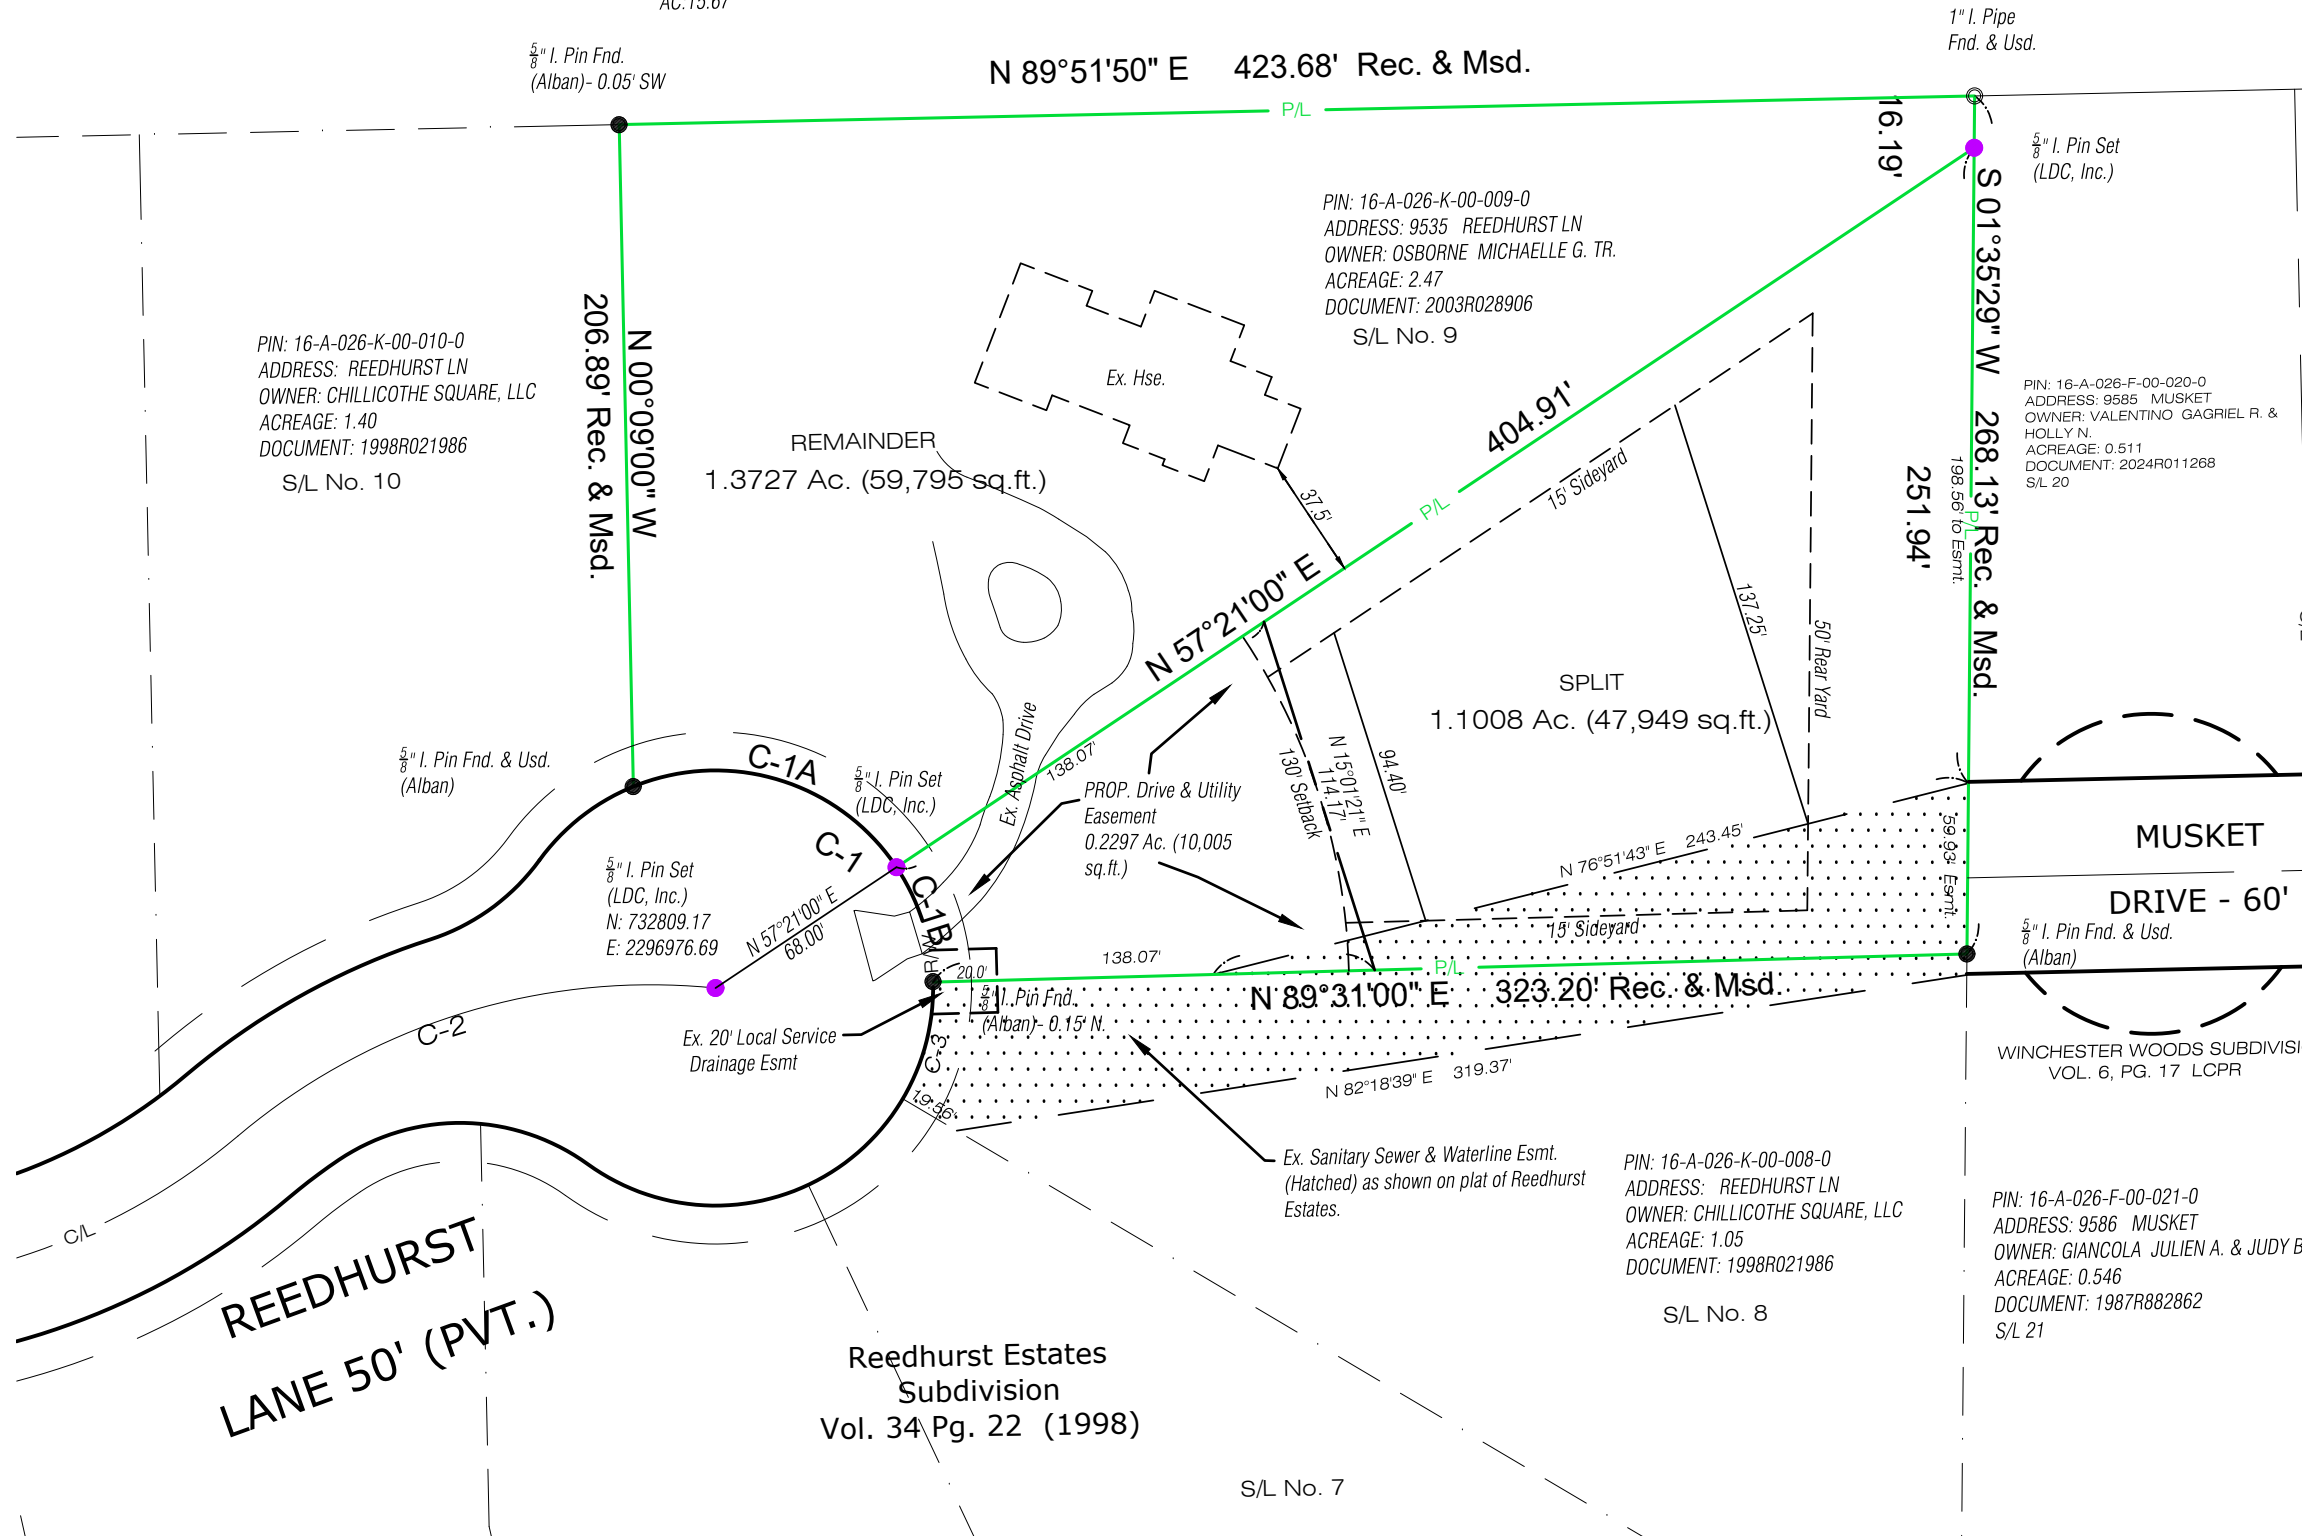 AC.15.67
5/8" I. Pin Fnd.
(Alban)- 0.05' SW
N 89°51'50" E 423.68' Rec. & Msd.
P/L
1" I. Pipe
Fnd. & Usd.
16.19'
5/8" I. Pin Set
(LDC, Inc.)
S 01°35'29" W 268.13' Rec. & Msd.
P/L
251.94'
198.56' to Esmt.
59.93' Esmt.
PIN: 16-A-026-K-00-009-0
ADDRESS: 9535 REEDHURST LN
OWNER: OSBORNE MICHAELLE G. TR.
ACREAGE: 2.47
DOCUMENT: 2003R028906
S/L No. 9
PIN: 16-A-026-K-00-010-0
ADDRESS: REEDHURST LN
OWNER: CHILLICOTHE SQUARE, LLC
ACREAGE: 1.40
DOCUMENT: 1998R021986
S/L No. 10
N 00°09'00" W
206.89' Rec. & Msd.
Ex. Hse.
REMAINDER
1.3727 Ac. (59,795 sq.ft.)
37.5'
404.91'
P/L
N 57°21'00" E
15' Sideyard
PIN: 16-A-026-F-00-020-0
ADDRESS: 9585 MUSKET
OWNER: VALENTINO GAGRIEL R. &
HOLLY N.
ACREAGE: 0.511
DOCUMENT: 2024R011268
S/L 20
137.25'
50' Rear Yard
SPLIT
1.1008 Ac. (47,949 sq.ft.)
94.40'
N 15°01'21" E
114.17'
130' Setback
Ex. Asphalt Drive
138.07'
PROP. Drive & Utility
Easement
0.2297 Ac. (10,005
sq.ft.)
5/8" I. Pin Fnd. & Usd.
(Alban)
C-1A
5/8" I. Pin Set
(LDC, Inc.)
C-1
C-1B
5/8" I. Pin Set
(LDC, Inc.)
N: 732809.17
E: 2296976.69
N 57°21'00" E
68.00'
R/W
20.0'
138.07'
N 76°51'43" E 243.45'
15' Sideyard
P/L
N 89°31'00" E 323.20' Rec. & Msd.
5/8" I. Pin Fnd.
(Alban)- 0.15' N.
MUSKET
DRIVE - 60'
5/8" I. Pin Fnd. & Usd.
(Alban)
C-2
Ex. 20' Local Service
Drainage Esmt
C-3
19.56'
N 82°18'39" E 319.37'
WINCHESTER WOODS SUBDIVISI
VOL. 6, PG. 17 LCPR
Ex. Sanitary Sewer & Waterline Esmt.
(Hatched) as shown on plat of Reedhurst
Estates.
PIN: 16-A-026-K-00-008-0
ADDRESS: REEDHURST LN
OWNER: CHILLICOTHE SQUARE, LLC
ACREAGE: 1.05
DOCUMENT: 1998R021986
S/L No. 8
PIN: 16-A-026-F-00-021-0
ADDRESS: 9586 MUSKET
OWNER: GIANCOLA JULIEN A. & JUDY B
ACREAGE: 0.546
DOCUMENT: 1987R882862
S/L 21
C/L
REEDHURST
LANE 50' (PVT.)
Reedhurst Estates
Subdivision
Vol. 34 Pg. 22 (1998)
S/L No. 7